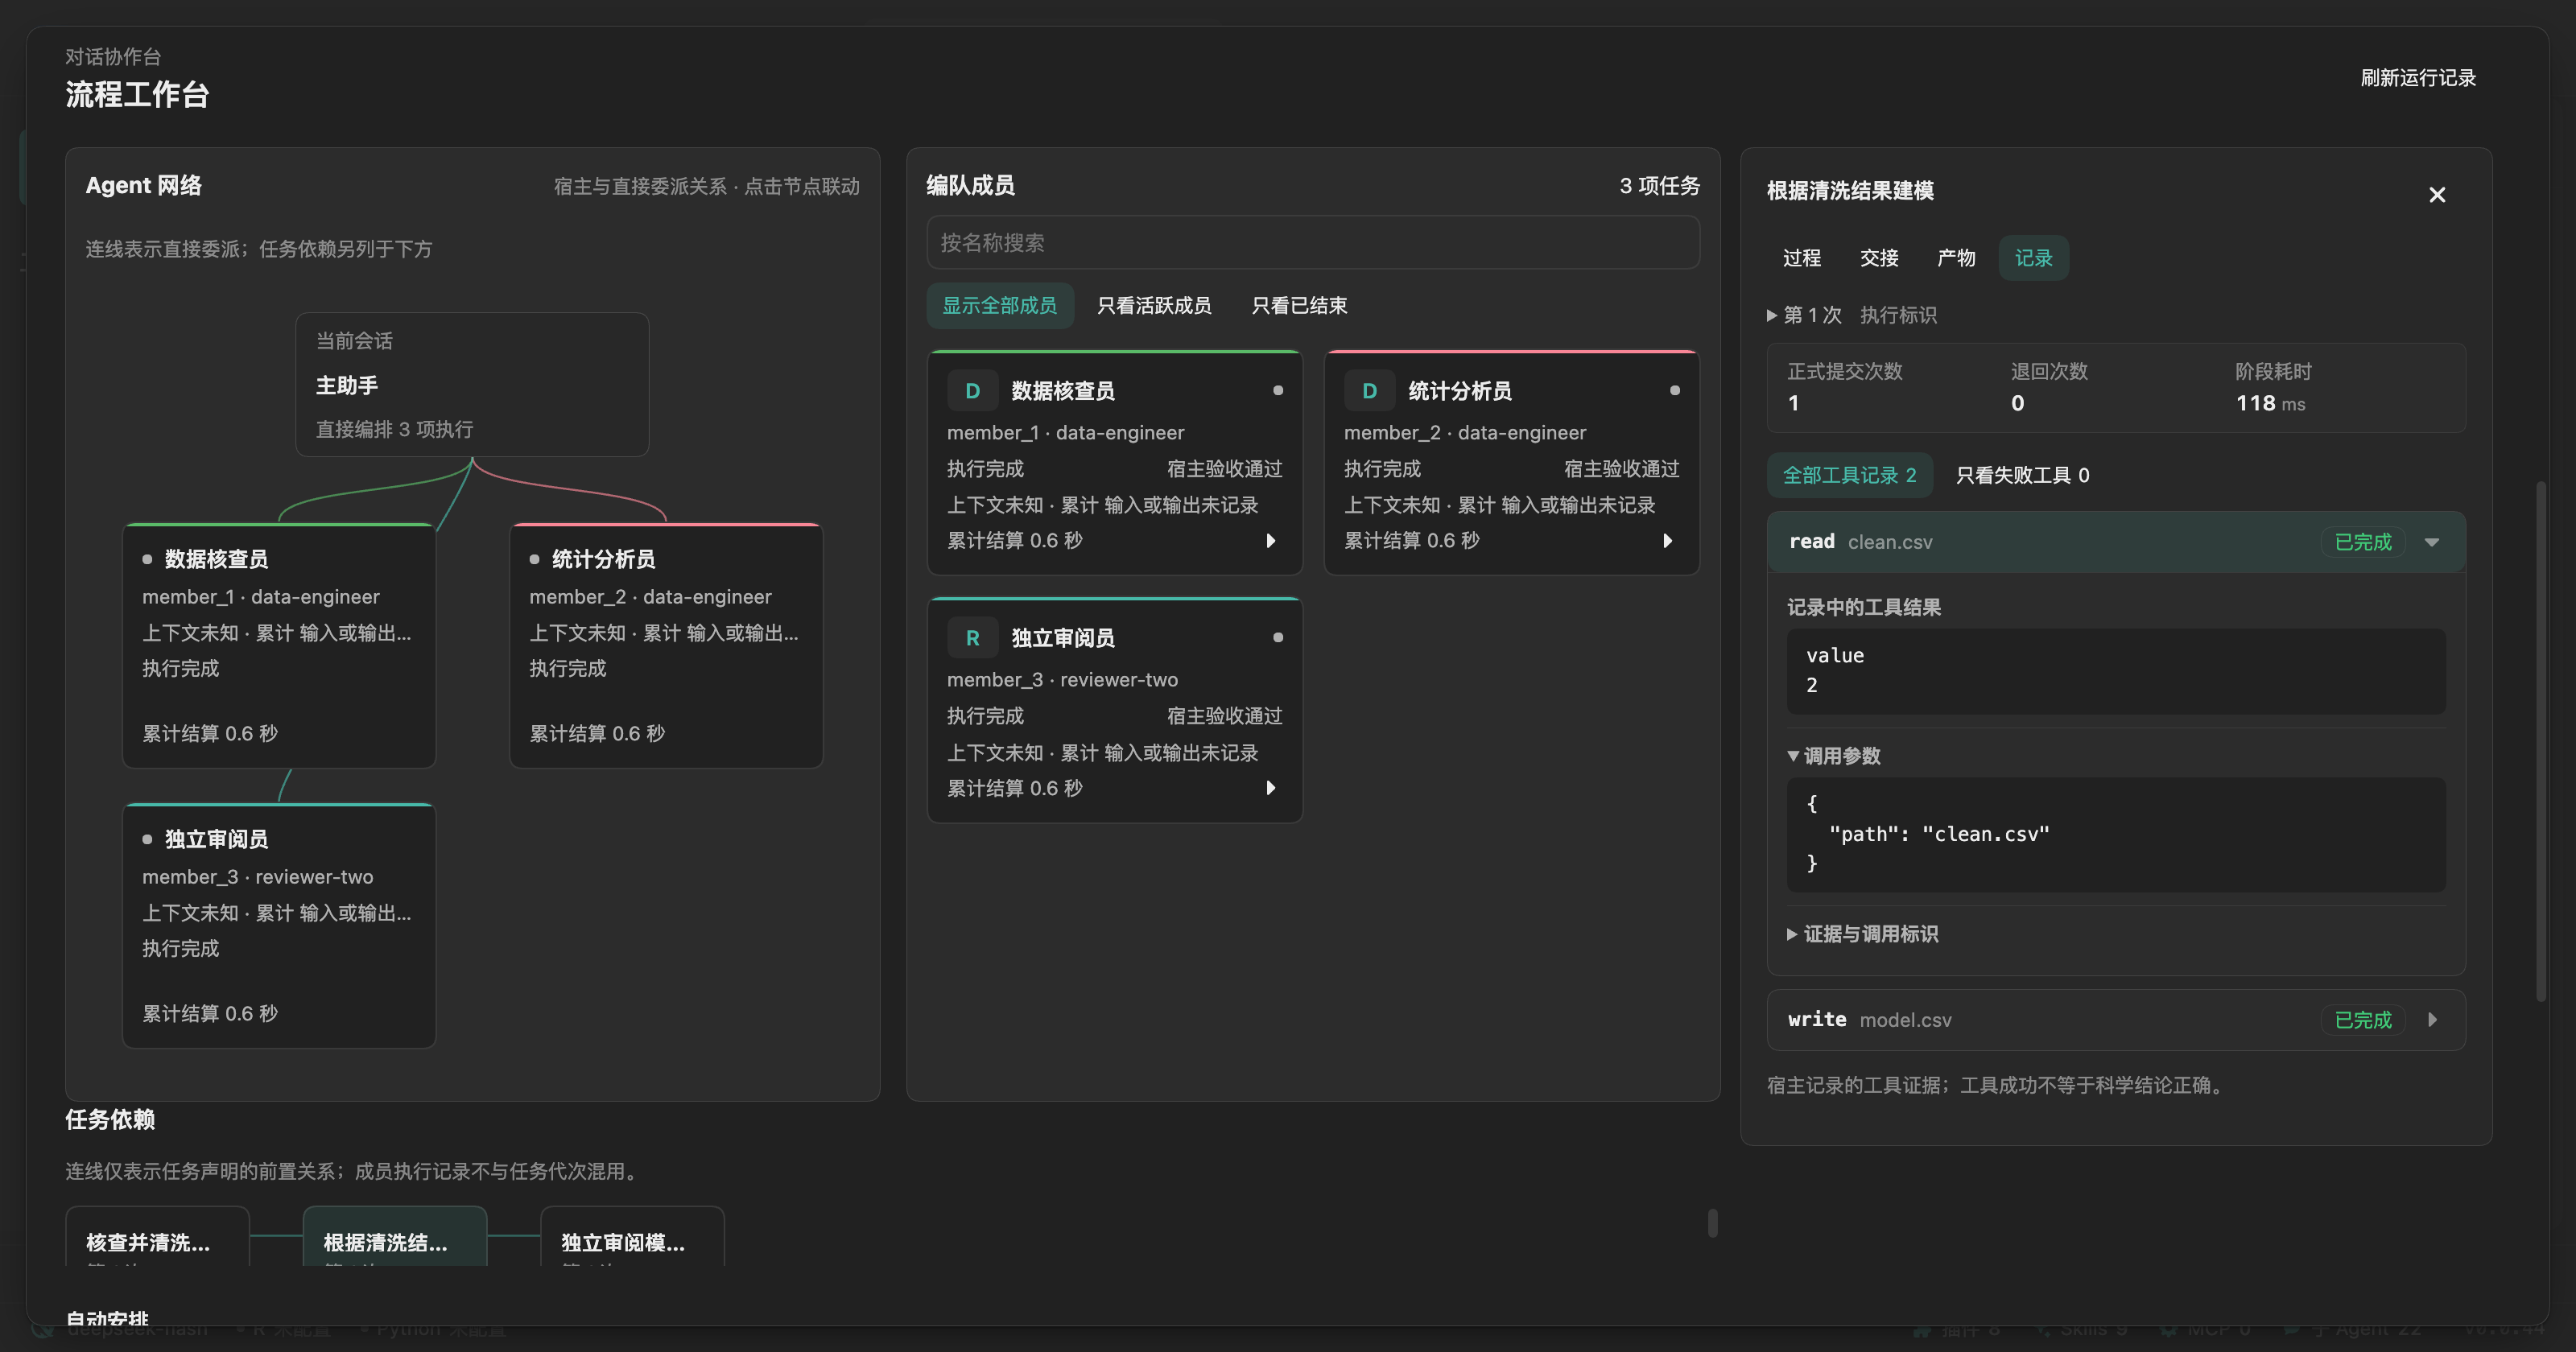 对话协作台
流程工作台
刷新运行记录
Agent 网络
宿主与直接委派关系 · 点击节点联动
连线表示直接委派；任务依赖另列于下方
当前会话
主助手
直接编排 3 项执行
数据核查员
member_1 · data-engineer
上下文未知 · 累计 输入或输出...
执行完成
累计结算 0.6 秒
统计分析员
member_2 · data-engineer
上下文未知 · 累计 输入或输出...
执行完成
累计结算 0.6 秒
独立审阅员
member_3 · reviewer-two
上下文未知 · 累计 输入或输出...
执行完成
累计结算 0.6 秒
编队成员
3 项任务
按名称搜索
显示全部成员
只看活跃成员
只看已结束
D 数据核查员
member_1 · data-engineer
执行完成 宿主验收通过
上下文未知 · 累计 输入或输出未记录
累计结算 0.6 秒
D 统计分析员
member_2 · data-engineer
执行完成 宿主验收通过
上下文未知 · 累计 输入或输出未记录
累计结算 0.6 秒
R 独立审阅员
member_3 · reviewer-two
执行完成 宿主验收通过
上下文未知 · 累计 输入或输出未记录
累计结算 0.6 秒
根据清洗结果建模
过程 交接 产物 记录
第 1 次 执行标识
正式提交次数 退回次数 阶段耗时
1 0 118 ms
全部工具记录 2 只看失败工具 0
read clean.csv 已完成
记录中的工具结果
value
2
调用参数
{
"path": "clean.csv"
}
证据与调用标识
write model.csv 已完成
宿主记录的工具证据；工具成功不等于科学结论正确。
任务依赖
连线仅表示任务声明的前置关系；成员执行记录不与任务代次混用。
核查并清洗...
根据清洗结...
独立审阅模...
自动安排
deepseek-flash R 未配置 Python 未配置
插件 8 Skills 9 MCP 0 子 Agent 22